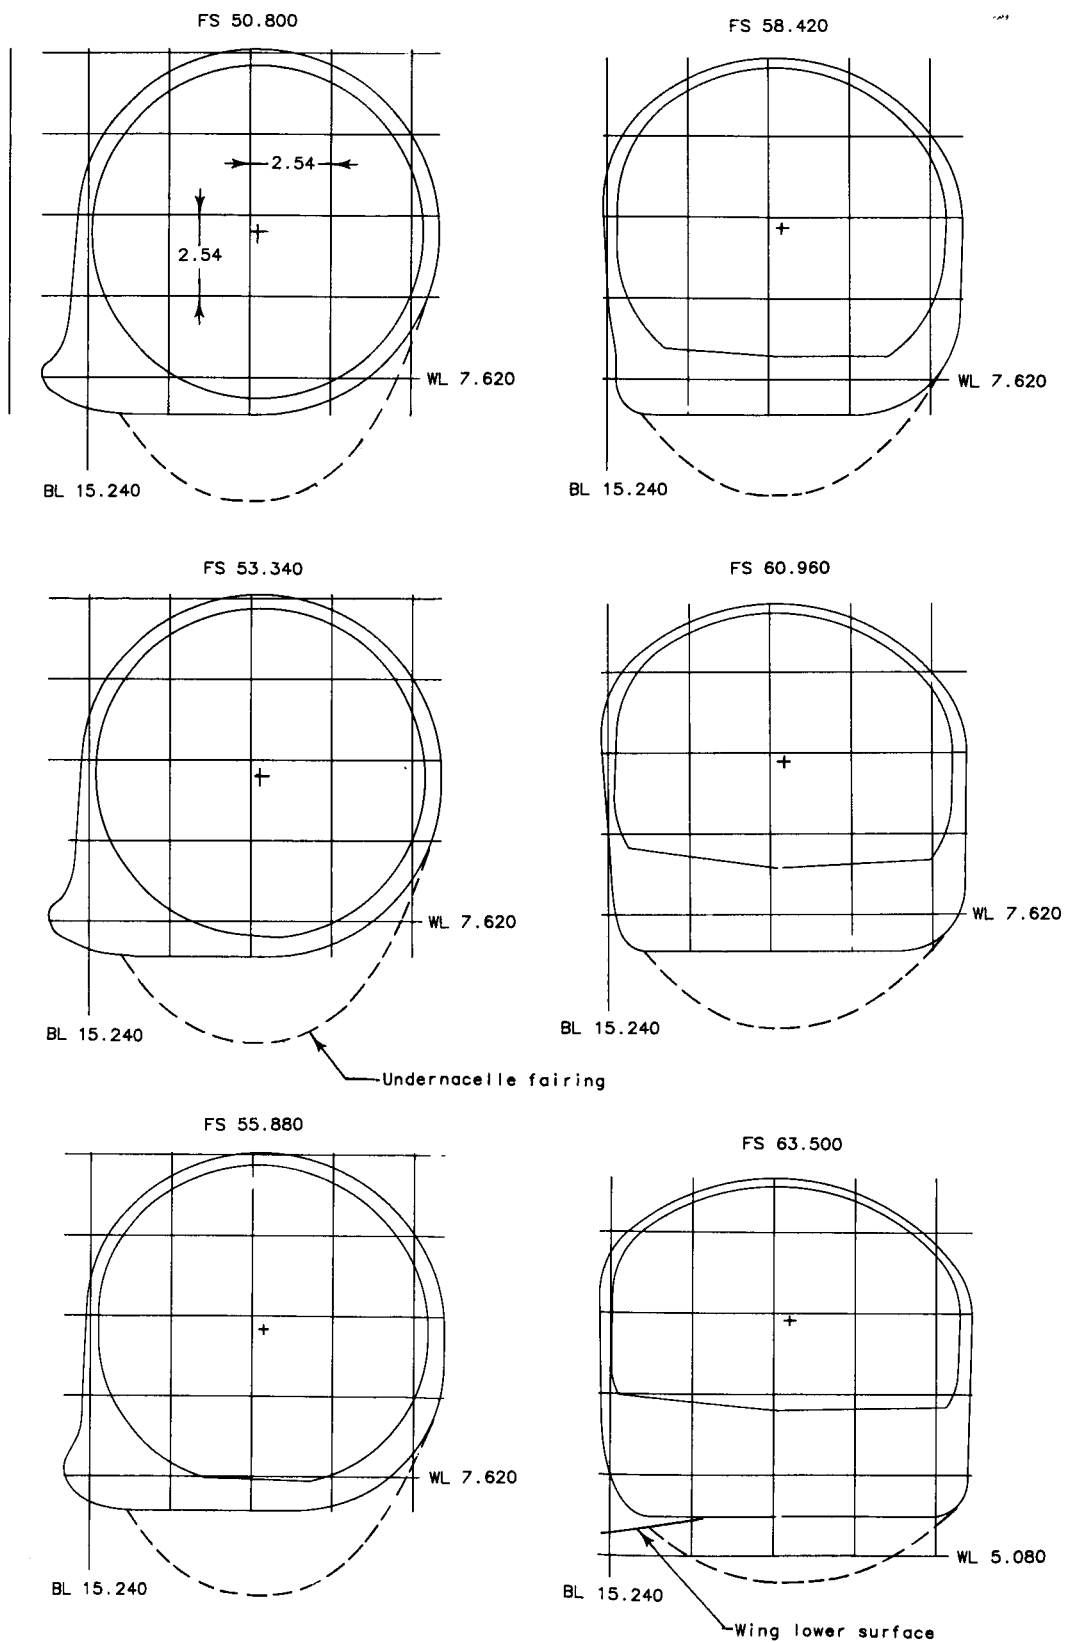 FS 50.800
2.54
2.54
WL 7.620
BL 15.240
FS 58.420
WL 7.620
BL 15.240
FS 53.340
WL 7.620
BL 15.240
Undernacelle fairing
FS 60.960
WL 7.620
BL 15.240
FS 55.880
WL 7.620
BL 15.240
FS 63.500
WL 5.080
BL 15.240
Wing lower surface